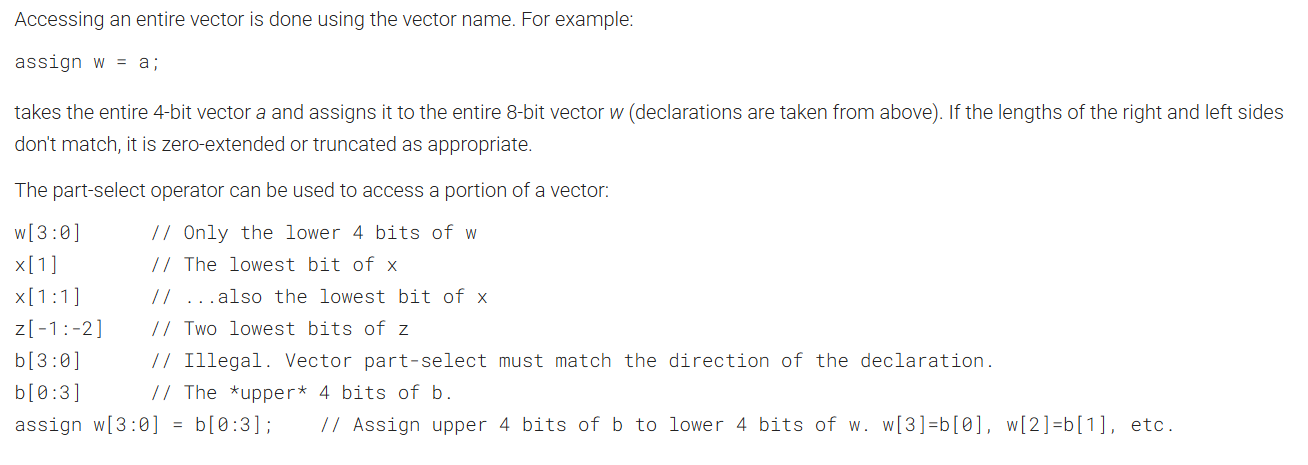 Accessing an entire vector is done using the vector name. For example:
assign w = a;
takes the entire 4-bit vector a and assigns it to the entire 8-bit vector w (declarations are taken from above). If the lengths of the right and left sides
don't match, it is zero-extended or truncated as appropriate.
The part-select operator can be used to access a portion of a vector:
w[3:0]      // Only the lower 4 bits of w
x[1]        // The lowest bit of x
x[1:1]      // ...also the lowest bit of x
z[-1:-2]    // Two lowest bits of z
b[3:0]      // Illegal. Vector part-select must match the direction of the declaration.
b[0:3]      // The *upper* 4 bits of b.
assign w[3:0] = b[0:3];    // Assign upper 4 bits of b to lower 4 bits of w. w[3]=b[0], w[2]=b[1], etc.